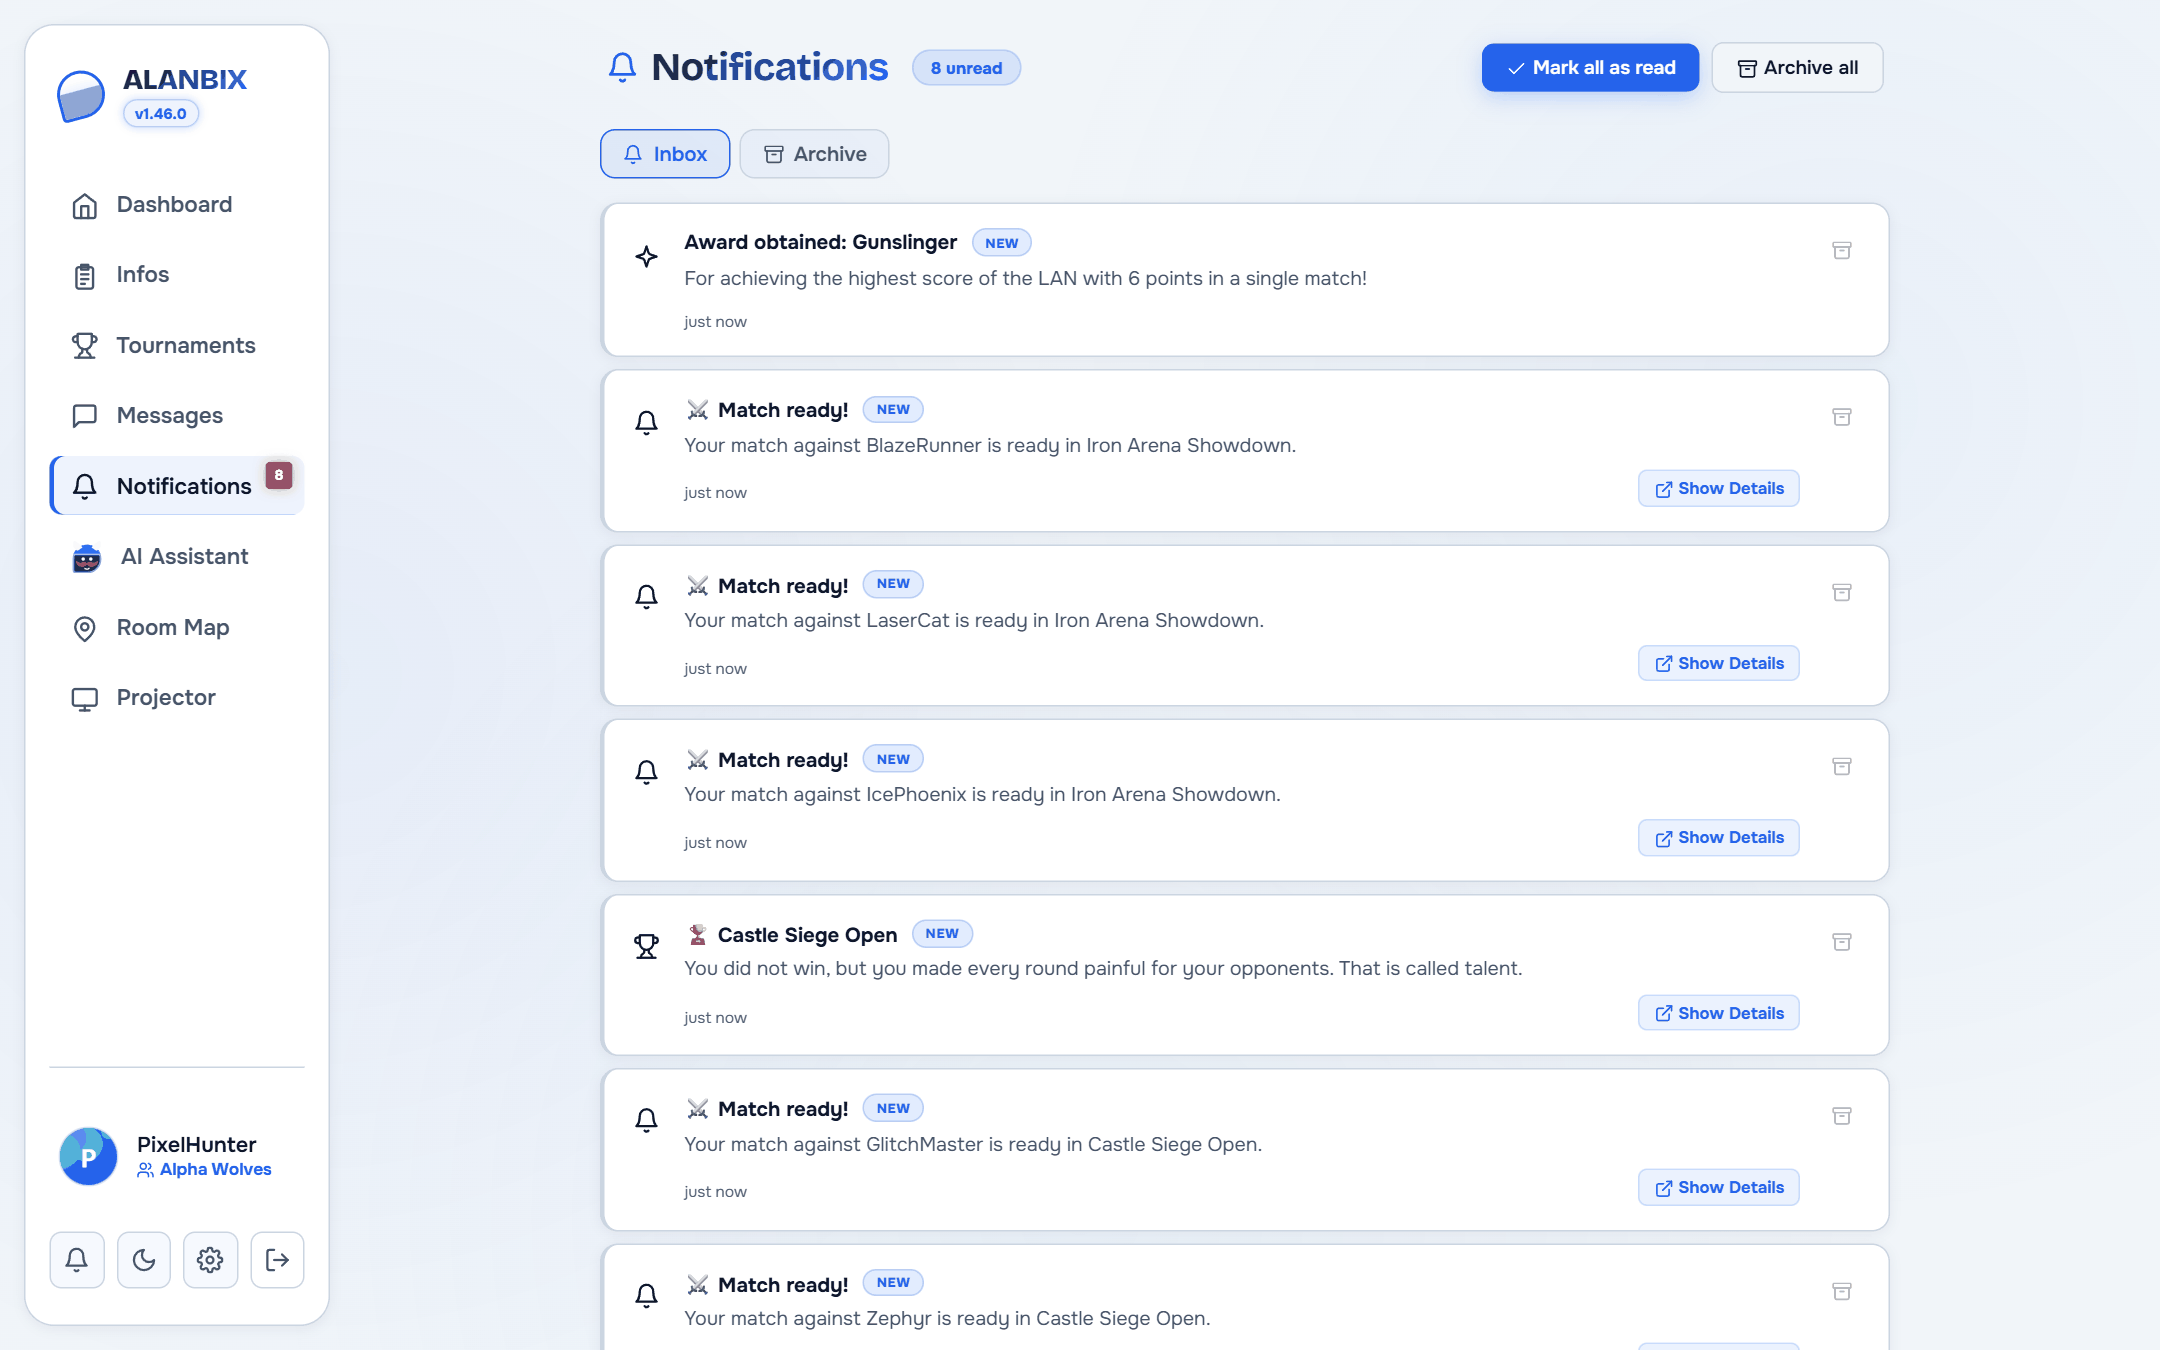 ALANBIX
v1.46.0
Dashboard
Infos
Tournaments
Messages
Notifications
8
AI Assistant
Room Map
Projector
P
PixelHunter
Alpha Wolves
Notifications
8 unread
Mark all as read
Archive all
Inbox
Archive
Award obtained: Gunslinger
NEW
For achieving the highest score of the LAN with 6 points in a single match!
just now
Match ready!
NEW
Your match against BlazeRunner is ready in Iron Arena Showdown.
just now
Show Details
Match ready!
NEW
Your match against LaserCat is ready in Iron Arena Showdown.
just now
Show Details
Match ready!
NEW
Your match against IcePhoenix is ready in Iron Arena Showdown.
just now
Show Details
Castle Siege Open
NEW
You did not win, but you made every round painful for your opponents. That is called talent.
just now
Show Details
Match ready!
NEW
Your match against GlitchMaster is ready in Castle Siege Open.
just now
Show Details
Match ready!
NEW
Your match against Zephyr is ready in Castle Siege Open.